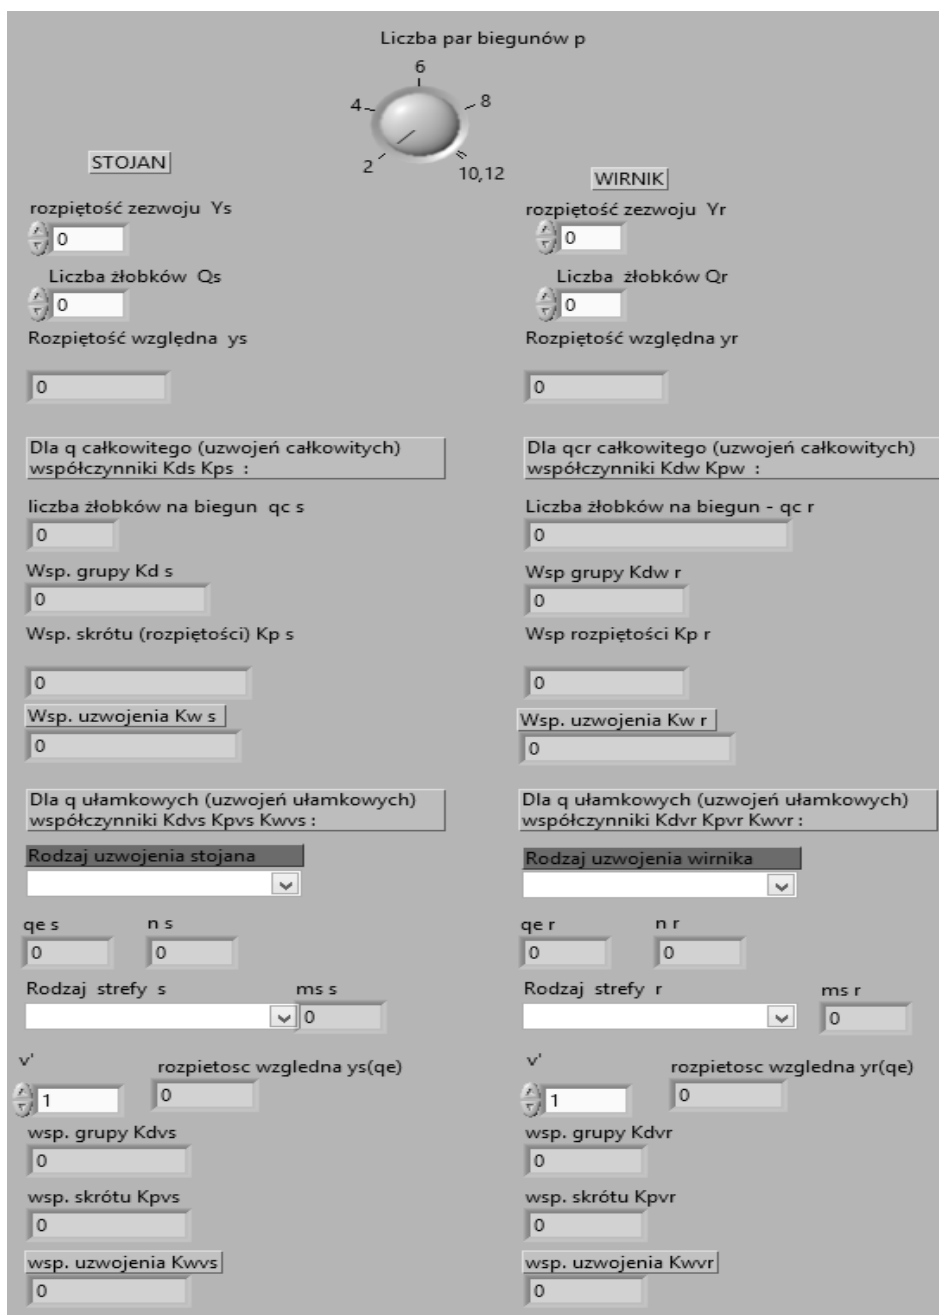 Liczba par biegunów p
6
4
8
2
10,12
STOJAN
WIRNIK
rozpiętość zezwoju Ys
0
Liczba żłobków Qs
0
Rozpiętość względna ys
0
Dla q całkowitego (uzwojeń całkowitych)
współczynniki Kds Kps :
liczba żłobków na biegun qc s
0
Wsp. grupy Kd s
0
Wsp. skrótu (rozpiętości) Kp s
0
Wsp. uzwojenia Kw s
0
Dla q ułamkowych (uzwojeń ułamkowych)
współczynniki Kdvs Kpvs Kwvs :
Rodzaj uzwojenia stojana
qe s n s
0 0
Rodzaj strefy s ms s
0
v' rozpietosc wzgledna ys(qe)
1 0
wsp. grupy Kdvs
0
wsp. skrótu Kpvs
0
wsp. uzwojenia Kwvs
0
rozpiętość zezwoju Yr
0
Liczba żłobków Qr
0
Rozpiętość względna yr
0
Dla qcr całkowitego (uzwojeń całkowitych)
współczynniki Kdw Kpw :
Liczba żłobków na biegun - qc r
0
Wsp grupy Kdw r
0
Wsp rozpiętości Kp r
0
Wsp. uzwojenia Kw r
0
Dla q ułamkowych (uzwojeń ułamkowych)
współczynniki Kdvr Kpvr Kwvr :
Rodzaj uzwojenia wirnika
qe r n r
0 0
Rodzaj strefy r ms r
0
v' rozpietosc wzgledna yr(qe)
1 0
wsp. grupy Kdvr
0
wsp. skrótu Kpvr
0
wsp. uzwojenia Kwvr
0